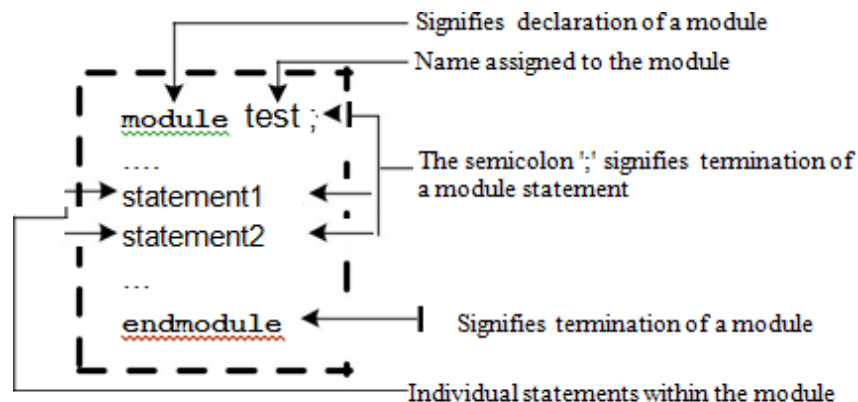 Signifies declaration of a module
Name assigned to the module
module test ;
....
The semicolon ';' signifies termination of
a module statement
statement1
statement2
...
endmodule
Signifies termination of a module
Individual statements within the module